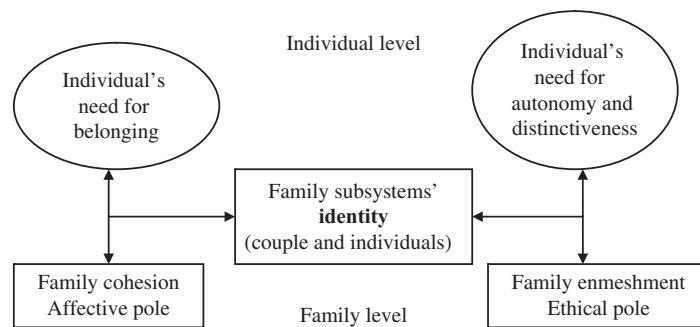 Individual level
Individual's
need for
belonging
Individual's
need for
autonomy and
distinctiveness
Family subsystems'
identity
(couple and individuals)
Family cohesion
Affective pole
Family enmeshment
Ethical pole
Family level